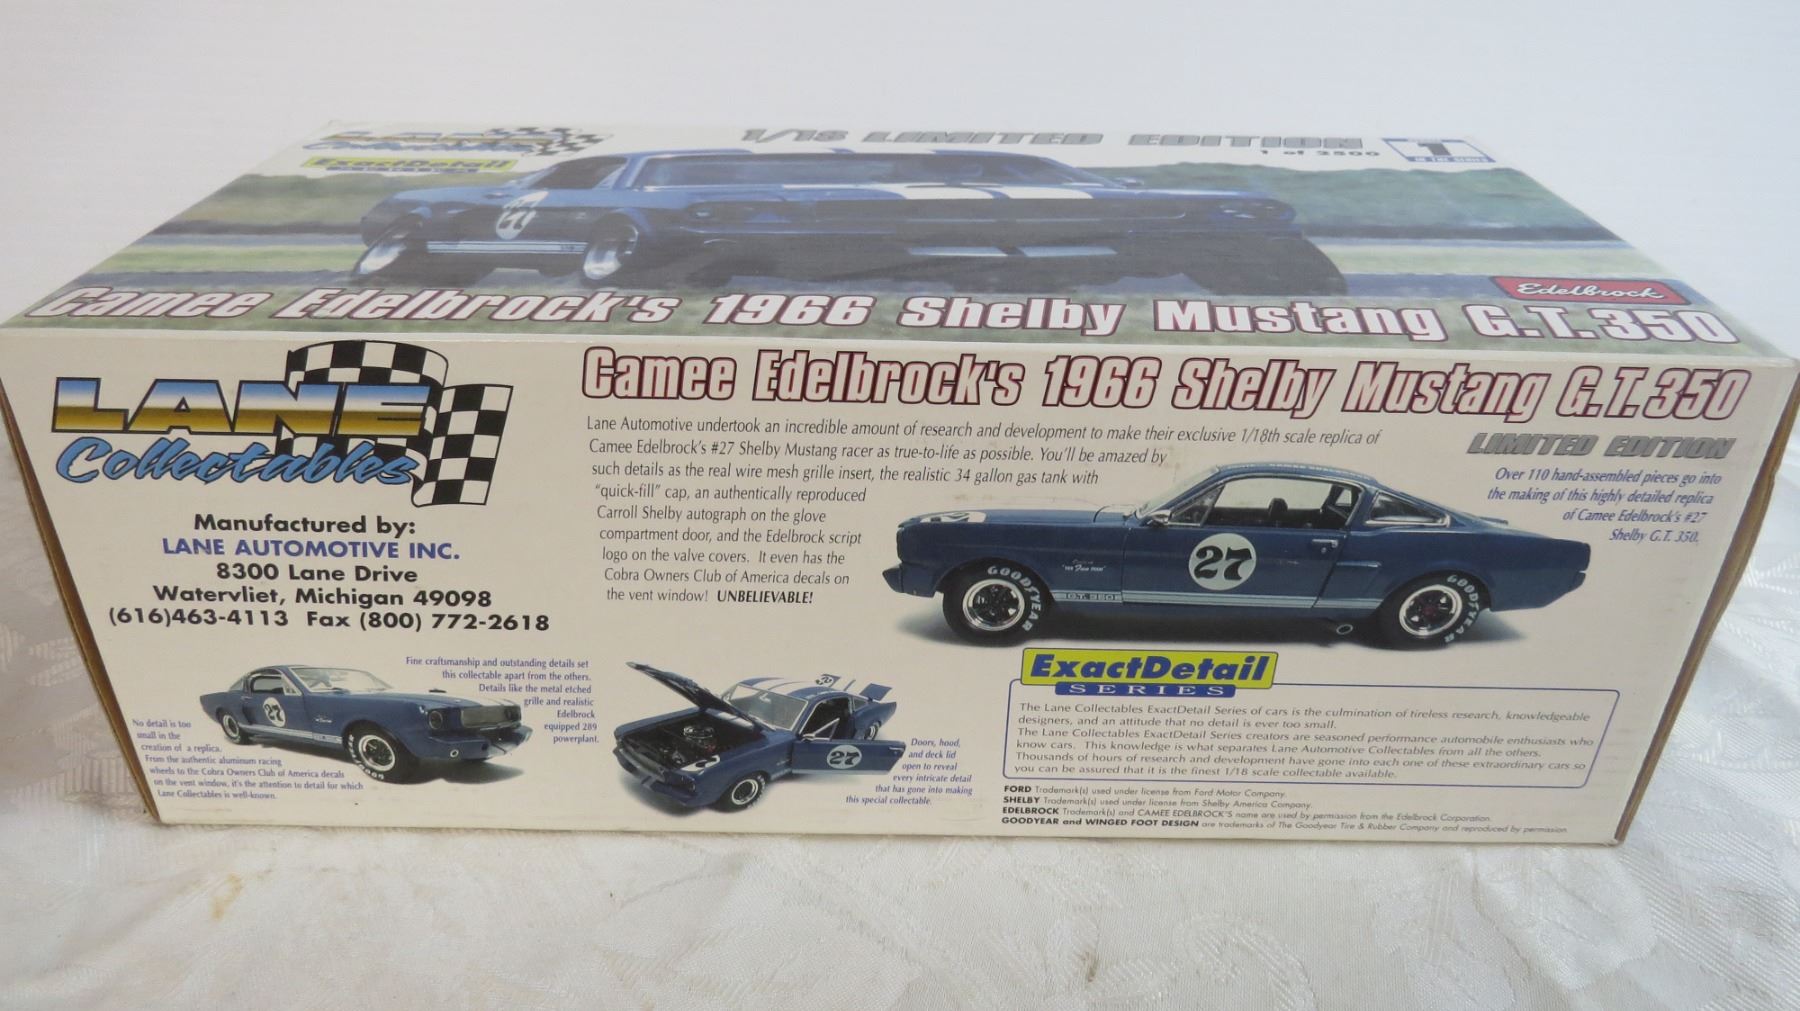 LANE
Collectables
ExactDetail
SERIES
1/18 LIMITED EDITION
1 of 2500
1
IN THE SERIES
27
Edelbrock
Camee Edelbrock's 1966 Shelby Mustang G.T.350
LANE
Collectables
Manufactured by:
LANE AUTOMOTIVE INC.
8300 Lane Drive
Watervliet, Michigan 49098
(616)463-4113 Fax (800) 772-2618
Camee Edelbrock's 1966 Shelby Mustang G.T.350
LIMITED EDITION
Lane Automotive undertook an incredible amount of research and development to make their exclusive 1/18th scale replica of
Camee Edelbrock's #27 Shelby Mustang racer as true-to-life as possible. You'll be amazed by
such details as the real wire mesh grille insert, the realistic 34 gallon gas tank with
"quick-fill" cap, an authentically reproduced
Carroll Shelby autograph on the glove
compartment door, and the Edelbrock script
logo on the valve covers. It even has the
Cobra Owners Club of America decals on
the vent window! UNBELIEVABLE!
Over 110 hand-assembled pieces go into
the making of this highly detailed replica
of Camee Edelbrock's #27
Shelby G.T. 350.
27
G.T. 350
GOODYEAR
GOODYEAR
Fine craftsmanship and outstanding details set
this collectable apart from the others.
Details like the metal etched
grille and realistic
Edelbrock
equipped 289
powerplant.
27
No detail is too
small in the
creation of a replica.
From the authentic aluminum racing
wheels to the Cobra Owners Club of America decals
on the vent window, it's the attention to detail for which
Lane Collectables is well-known.
27
Doors, hood,
and deck lid
open to reveal
every intricate detail
that has gone into making
this special collectable.
ExactDetail
SERIES
The Lane Collectables ExactDetail Series of cars is the culmination of tireless research, knowledgeable
designers, and an attitude that no detail is ever too small.
The Lane Collectables ExactDetail Series creators are seasoned performance automobile enthusiasts who
know cars. This knowledge is what separates Lane Automotive Collectables from all the others.
Thousands of hours of research and development have gone into each one of these extraordinary cars so
you can be assured that it is the finest 1/18 scale collectable available.
FORD Trademark(s) used under license from Ford Motor Company.
SHELBY Trademark(s) used under license from Shelby America Company.
EDELBROCK Trademark(s) and CAMEE EDELBROCK'S name are used by permission from the Edelbrock Corporation.
GOODYEAR and WINGED FOOT DESIGN are trademarks of The Goodyear Tire & Rubber Company and reproduced by permission.